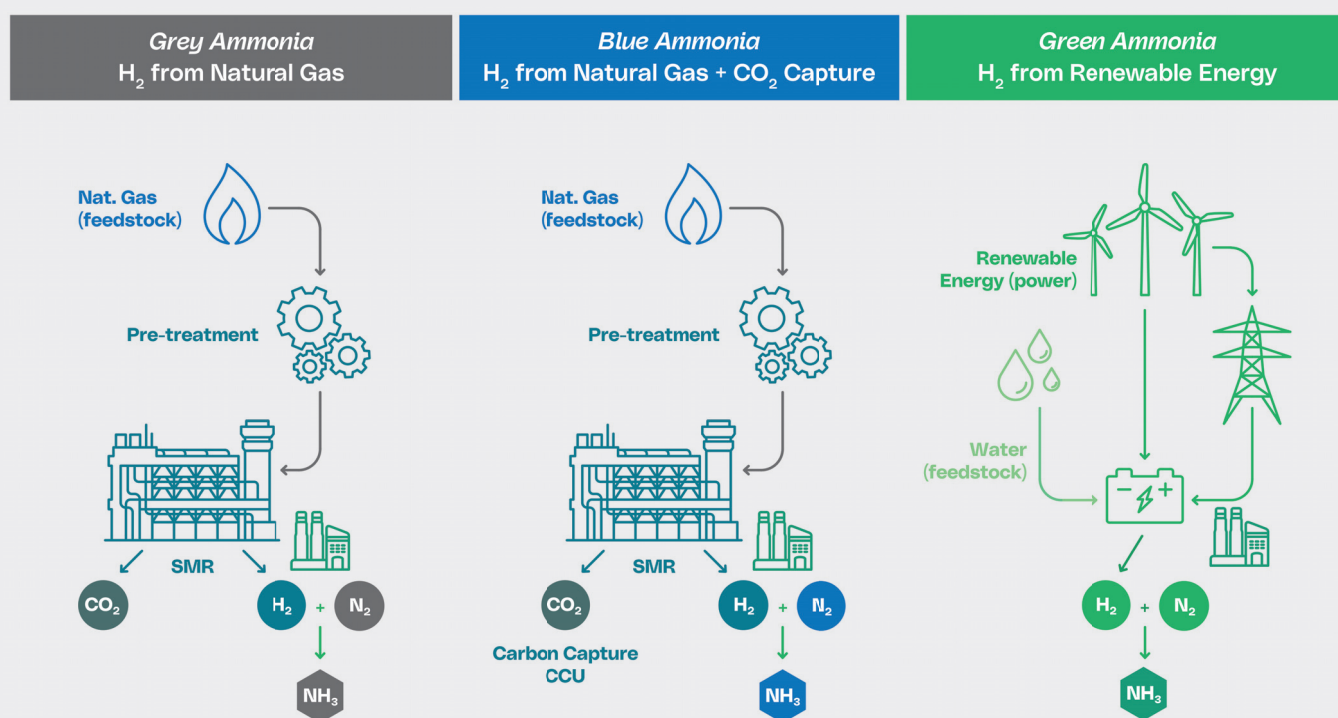 Grey Ammonia
H₂ from Natural Gas
Blue Ammonia
H₂ from Natural Gas + CO₂ Capture
Green Ammonia
H₂ from Renewable Energy
Nat. Gas
(feedstock)
Pre-treatment
SMR
CO₂
H₂ + N₂
NH₃
Nat. Gas
(feedstock)
Pre-treatment
SMR
CO₂
H₂ + N₂
Carbon Capture
CCU
NH₃
Renewable
Energy (power)
Water
(feedstock)
− +
H₂ + N₂
NH₃